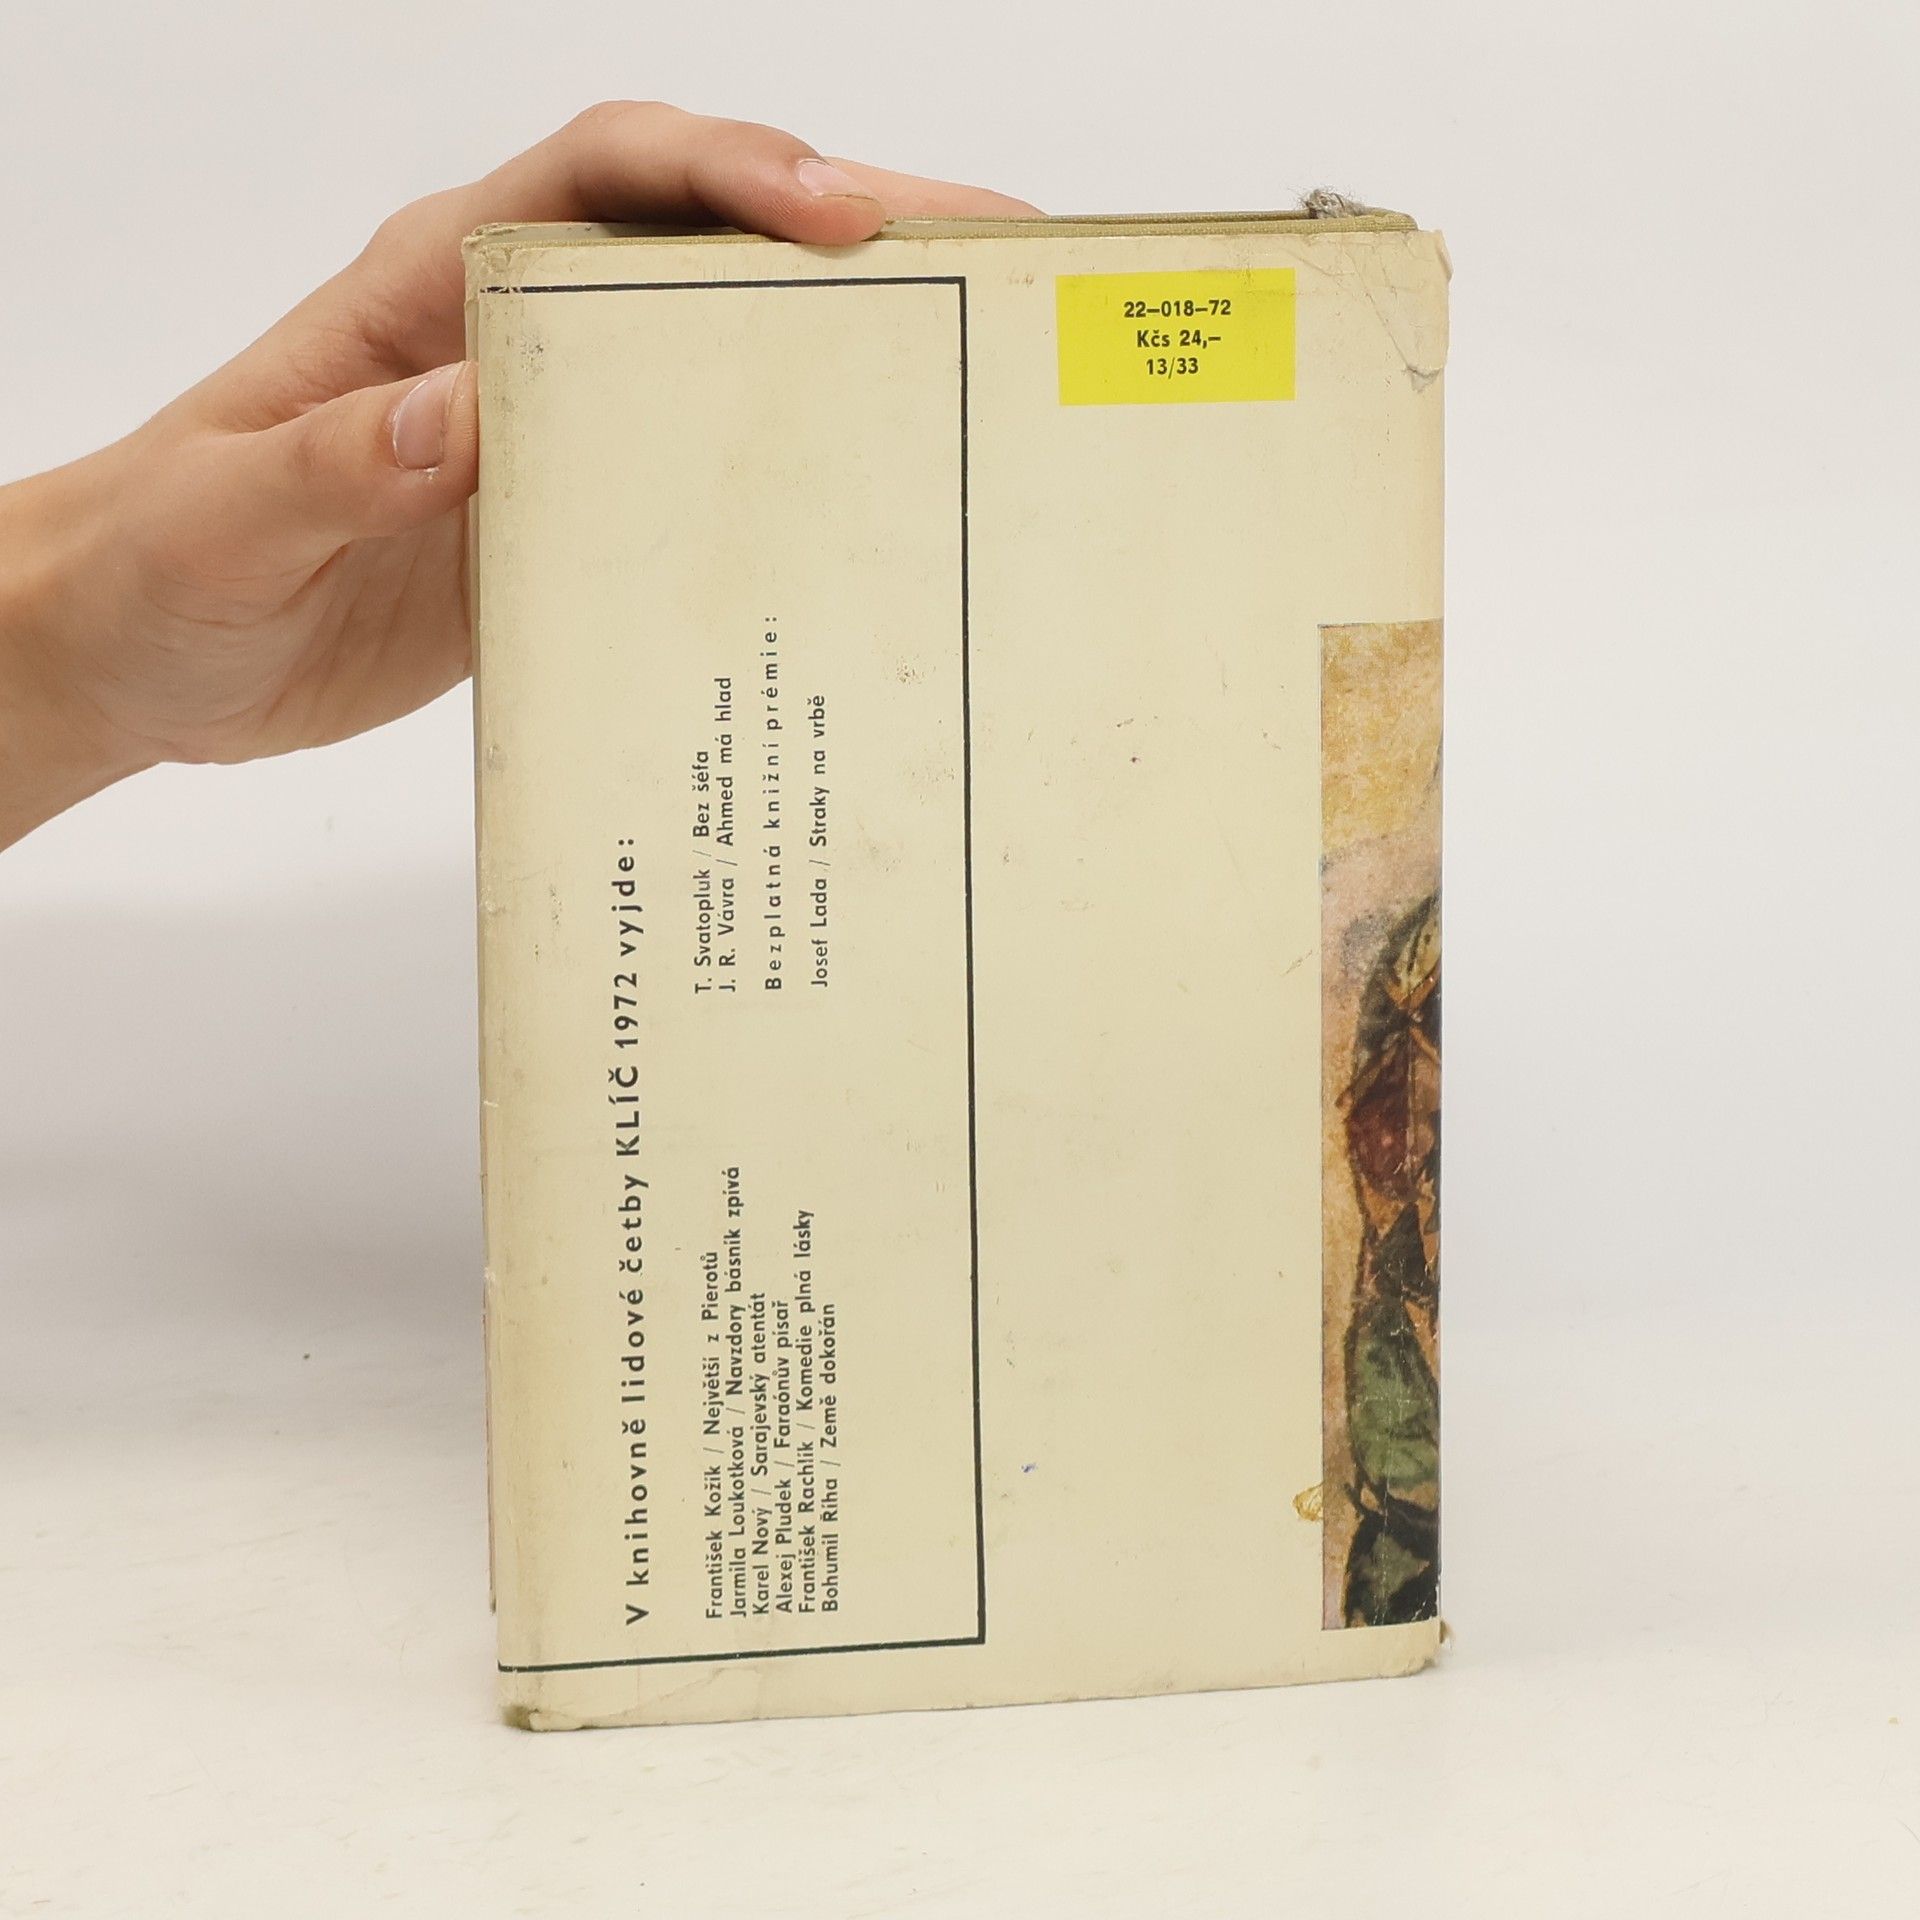 22–018–72
Kčs 24,–
13/33
V knihovně lidové četby KLÍČ 1972 vyjde:
František Kožík / Největší z Pierotů
Jarmila Loukotková / Navzdory básník zpívá
Karel Nový / Sarajevský atentát
Alexej Pludek / Faraónův písař
František Rachlík / Komedie plná lásky
Bohumil Říha / Země dokořán
T. Svatopluk / Bez šéfa
J. R. Vávra / Ahmed má hlad
Bezplatná knižní prémie:
Josef Lada / Straky na vrbě